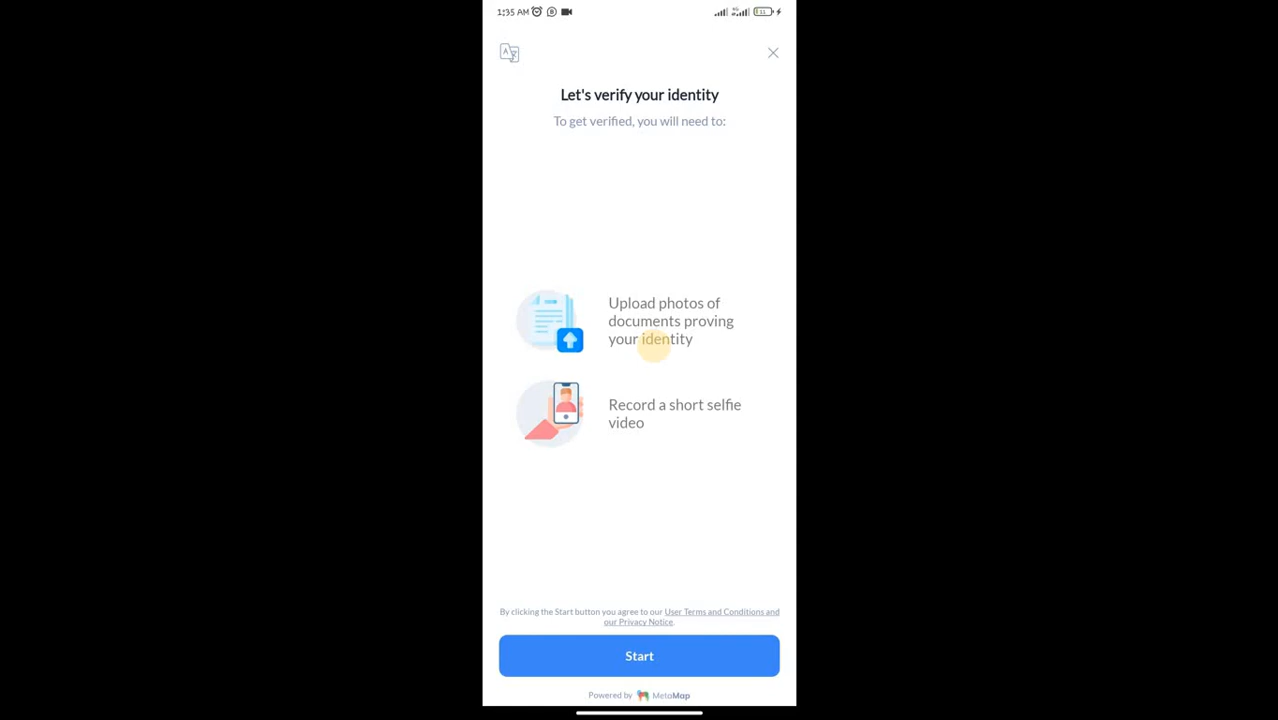 1:35 AM
11
Let's verify your identity
To get verified, you will need to:
Upload photos of
documents proving
your identity
Record a short selfie
video
By clicking the Start button you agree to our User Terms and Conditions and
our Privacy Notice.
Start
Powered by MetaMap